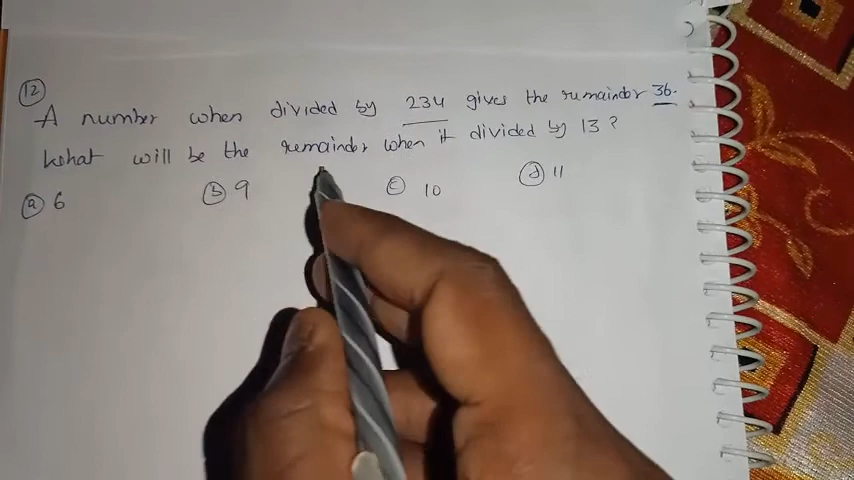 12
A number when divided by 234 gives the remainder 36.
What will be the remainder when it divided by 13?
a 6 b 9 c 10 d 11